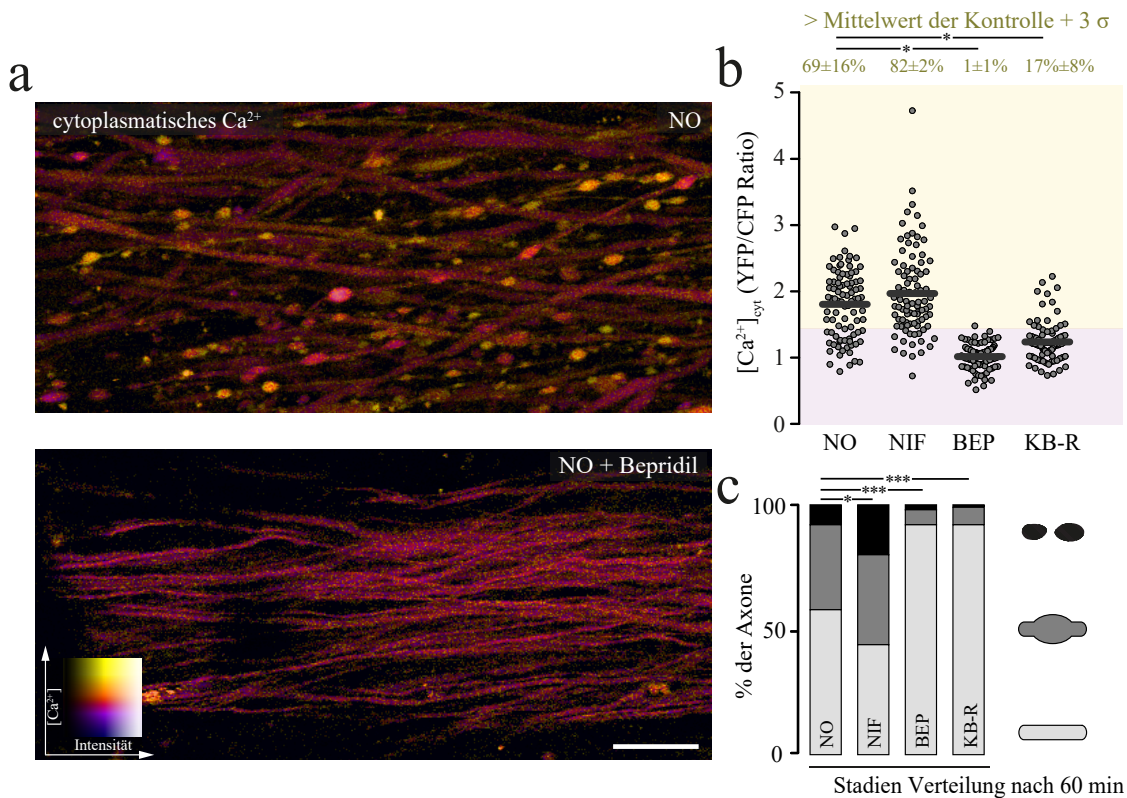 a
cytoplasmatisches Ca²⁺
NO
NO + Bepridil
[Ca²⁺]
Intensität
b
> Mittelwert der Kontrolle + 3 σ
*
*
69±16% 82±2% 1±1% 17%±8%
[Ca²⁺]cyt (YFP/CFP Ratio)
5
4
3
2
1
0
NO NIF BEP KB-R
c
***
***
*
% der Axone
100
50
0
NO NIF BEP KB-R
Stadien Verteilung nach 60 min